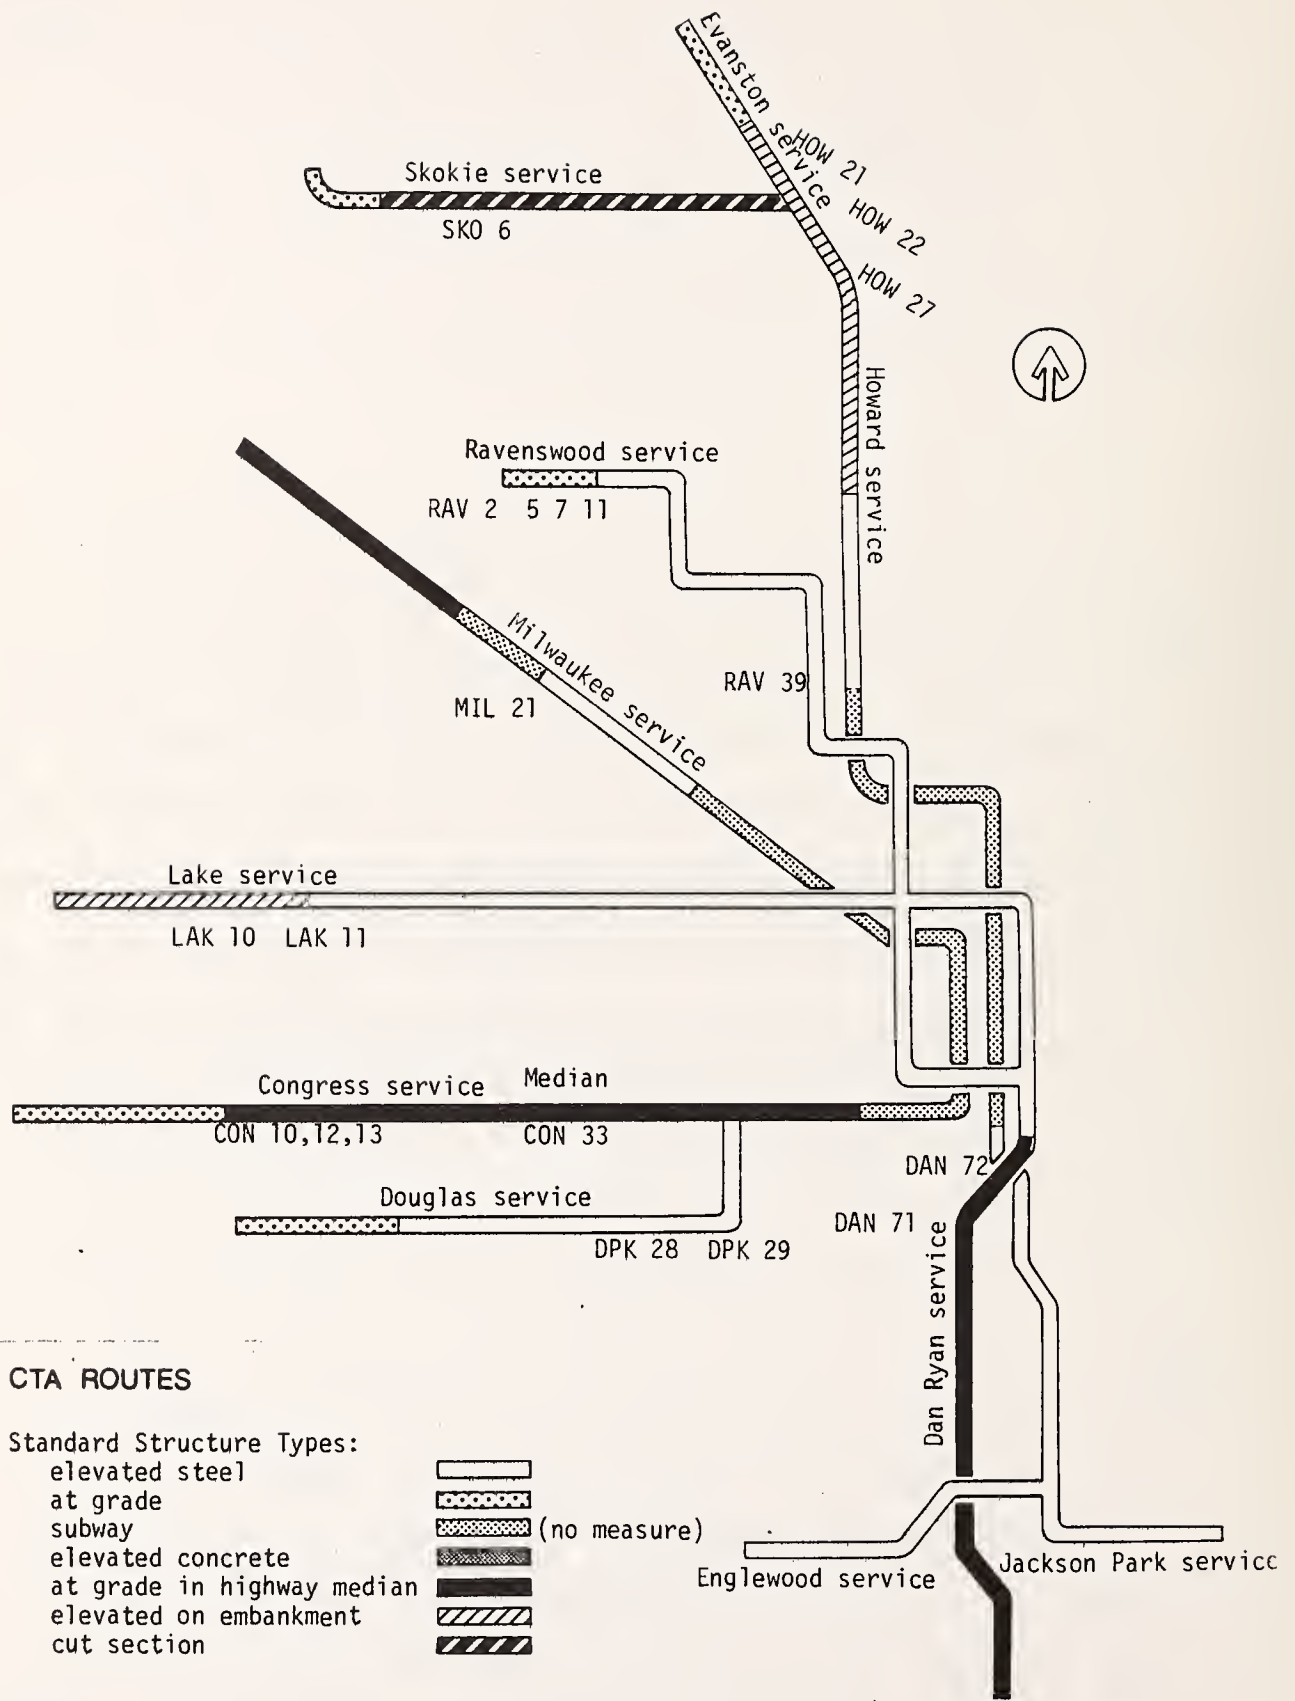 Evanston service
HOW 21
Skokie service
HOW 22
SKO 6
HOW 27
Howard service
Ravenswood service
RAV 2 5 7 11
Milwaukee service
RAV 39
MIL 21
Lake service
LAK 10 LAK 11
Congress service Median
CON 10,12,13 CON 33
DAN 72
Douglas service
DAN 71
DPK 28 DPK 29
Dan Ryan service
CTA ROUTES
Standard Structure Types:
elevated steel
at grade
subway (no measure)
elevated concrete
at grade in highway median
elevated on embankment
cut section
Englewood service
Jackson Park service